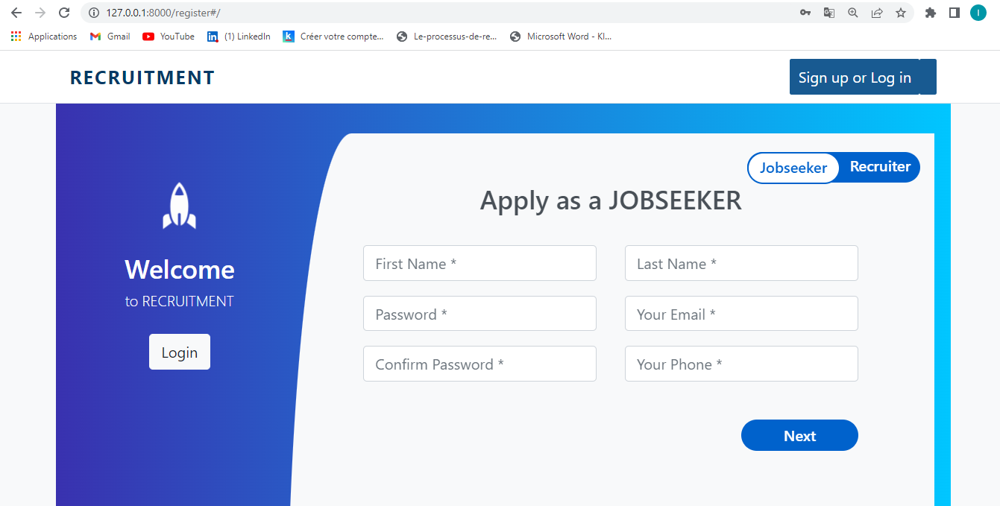 127.0.0.1:8000/register#/
Applications Gmail YouTube (1) LinkedIn Créer votre compte... Le-processus-de-re... Microsoft Word - Kl...
RECRUITMENT
Sign up or Log in
Jobseeker Recruiter
Apply as a JOBSEEKER
Welcome
to RECRUITMENT
Login
First Name * Last Name *
Password * Your Email *
Confirm Password * Your Phone *
Next
I